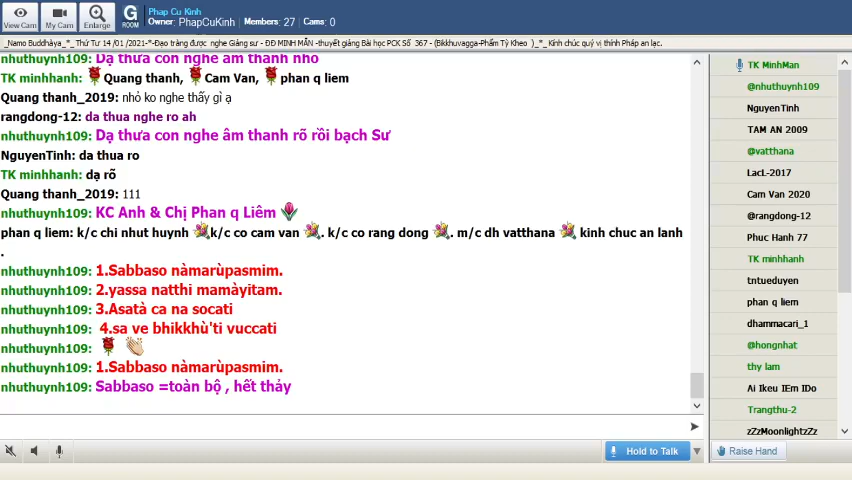 View Cam
My Cam
Enlarge
G
ROOM
Phap Cu Kinh
Owner: PhapCuKinh Members: 27 Cams: 0
_Namo Buddhàya_*_ Thứ Tư 14 /01 /2021-*-Đạo tràng được nghe Giảng sư - ĐĐ MINH MẪN -thuyết giảng Bài học PCK Số 367 - (Bikkhuvagga-Phẩm Tỳ Kheo )_*_ Kính chúc quý vị thính Pháp an lạc.
nhuthuynh109: Dạ thưa con nghe âm thanh nhỏ
TK minhhanh: Quang thanh, Cam Van, phan q liem
Quang thanh_2019: nhỏ ko nghe thấy gì ạ
rangdong-12: da thua nghe ro ah
nhuthuynh109: Dạ thưa con nghe âm thanh rõ rồi bạch Sư
NguyenTinh: da thua ro
TK minhhanh: dạ rõ
Quang thanh_2019: 111
nhuthuynh109: KC Anh & Chị Phan q Liêm
phan q liem: k/c chi nhut huynh k/c co cam van . k/c co rang dong . m/c dh vatthana kinh chuc an lanh
.
nhuthuynh109: 1.Sabbaso nàmarùpasmim.
nhuthuynh109: 2.yassa natthi mamàyitam.
nhuthuynh109: 3.Asatà ca na socati
nhuthuynh109: 4.sa ve bhikkhù'ti vuccati
nhuthuynh109:
nhuthuynh109: 1.Sabbaso nàmarùpasmim.
nhuthuynh109: Sabbaso =toàn bộ , hết thảy
Hold to Talk
TK MinhMan
@nhuthuynh109
NguyenTinh
TAM AN 2009
@vatthana
LacL-2017
Cam Van 2020
@rangdong-12
Phuc Hanh 77
TK minhhanh
tntueduyen
phan q liem
dhammacari_1
@hongnhat
thy lam
Ai Ikeu IEm IDo
Trangthu-2
zZzMoonlightzZz
Raise Hand